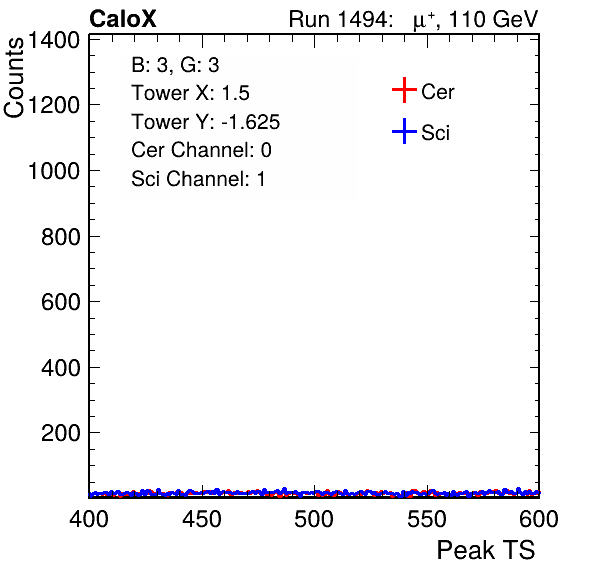 CaloX Run 1494: μ⁺, 110 GeV
Counts
1400
1200
1000
800
600
400
200
B: 3, G: 3
Tower X: 1.5
Tower Y: -1.625
Cer Channel: 0
Sci Channel: 1
Cer
Sci
400 450 500 550 600
Peak TS